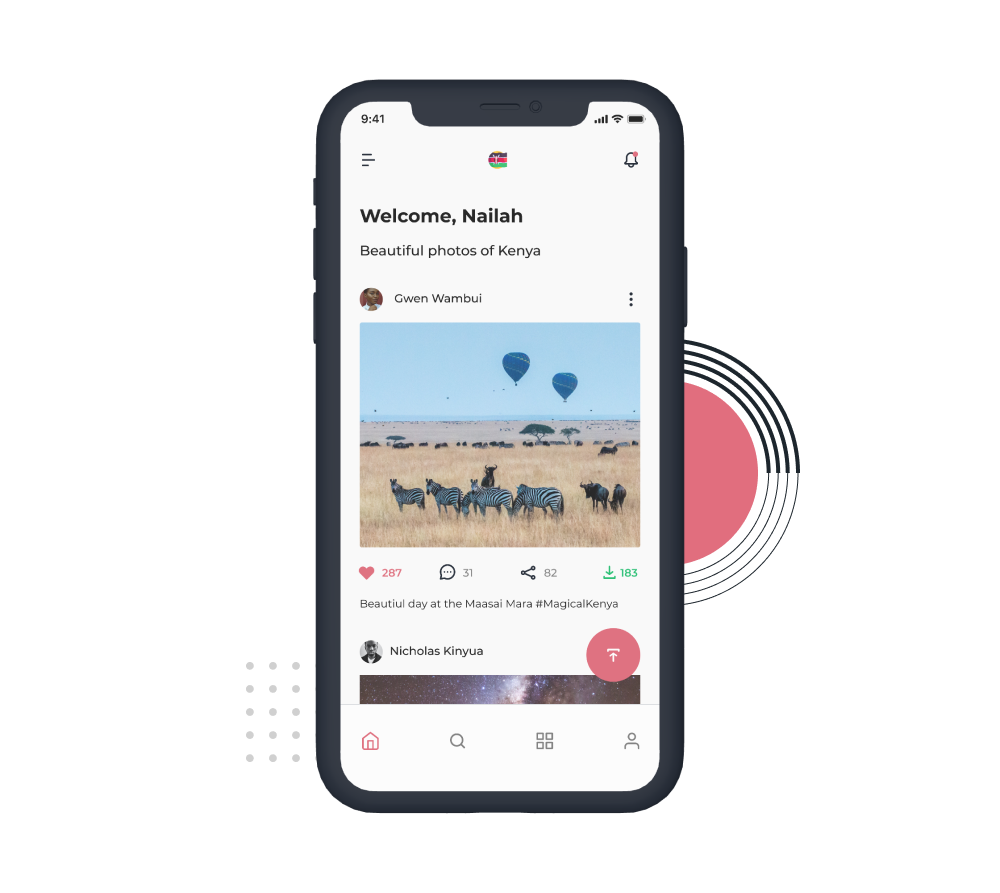 9:41
Welcome, Nailah
Beautiful photos of Kenya
Gwen Wambui
287 31 82 183
Beautiul day at the Maasai Mara #MagicalKenya
Nicholas Kinyua